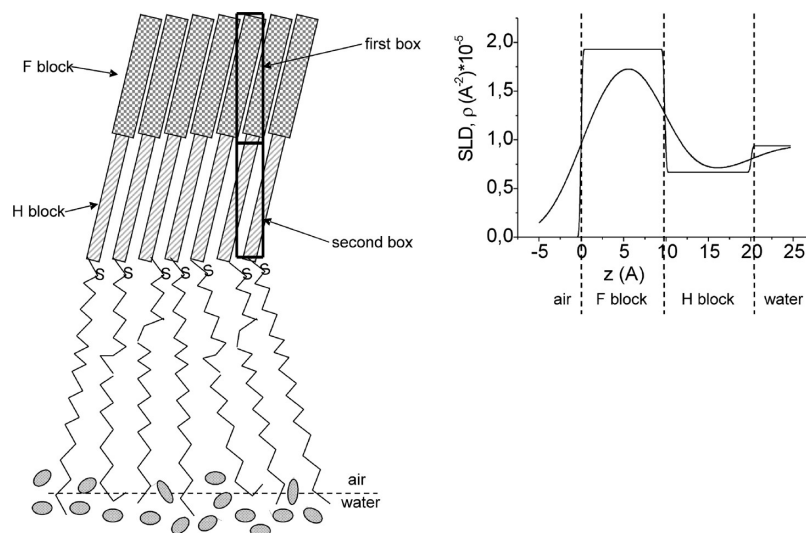 F block
H block
first box
second box
S S S S S S S
air
water
SLD, ρ (A⁻²)*10⁻⁵
2,0
1,5
1,0
0,5
0,0
-5 0 5 10 15 20 25
z (A)
air F block H block water